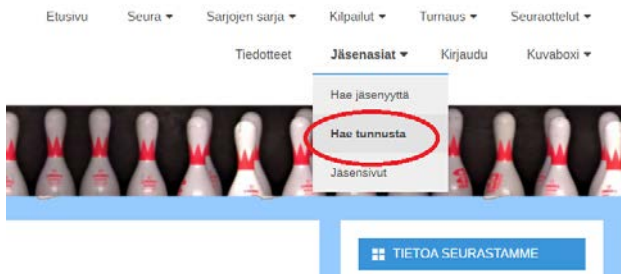 Etusivu Seura Sarjojen sarja Kilpailut Turnaus Seuraottelut
Tiedotteet Jäsenasiat Kirjaudu Kuvaboxi
Hae jäsenyyttä
Hae tunnusta
Jäsensivut
TIETOA SEURASTAMME